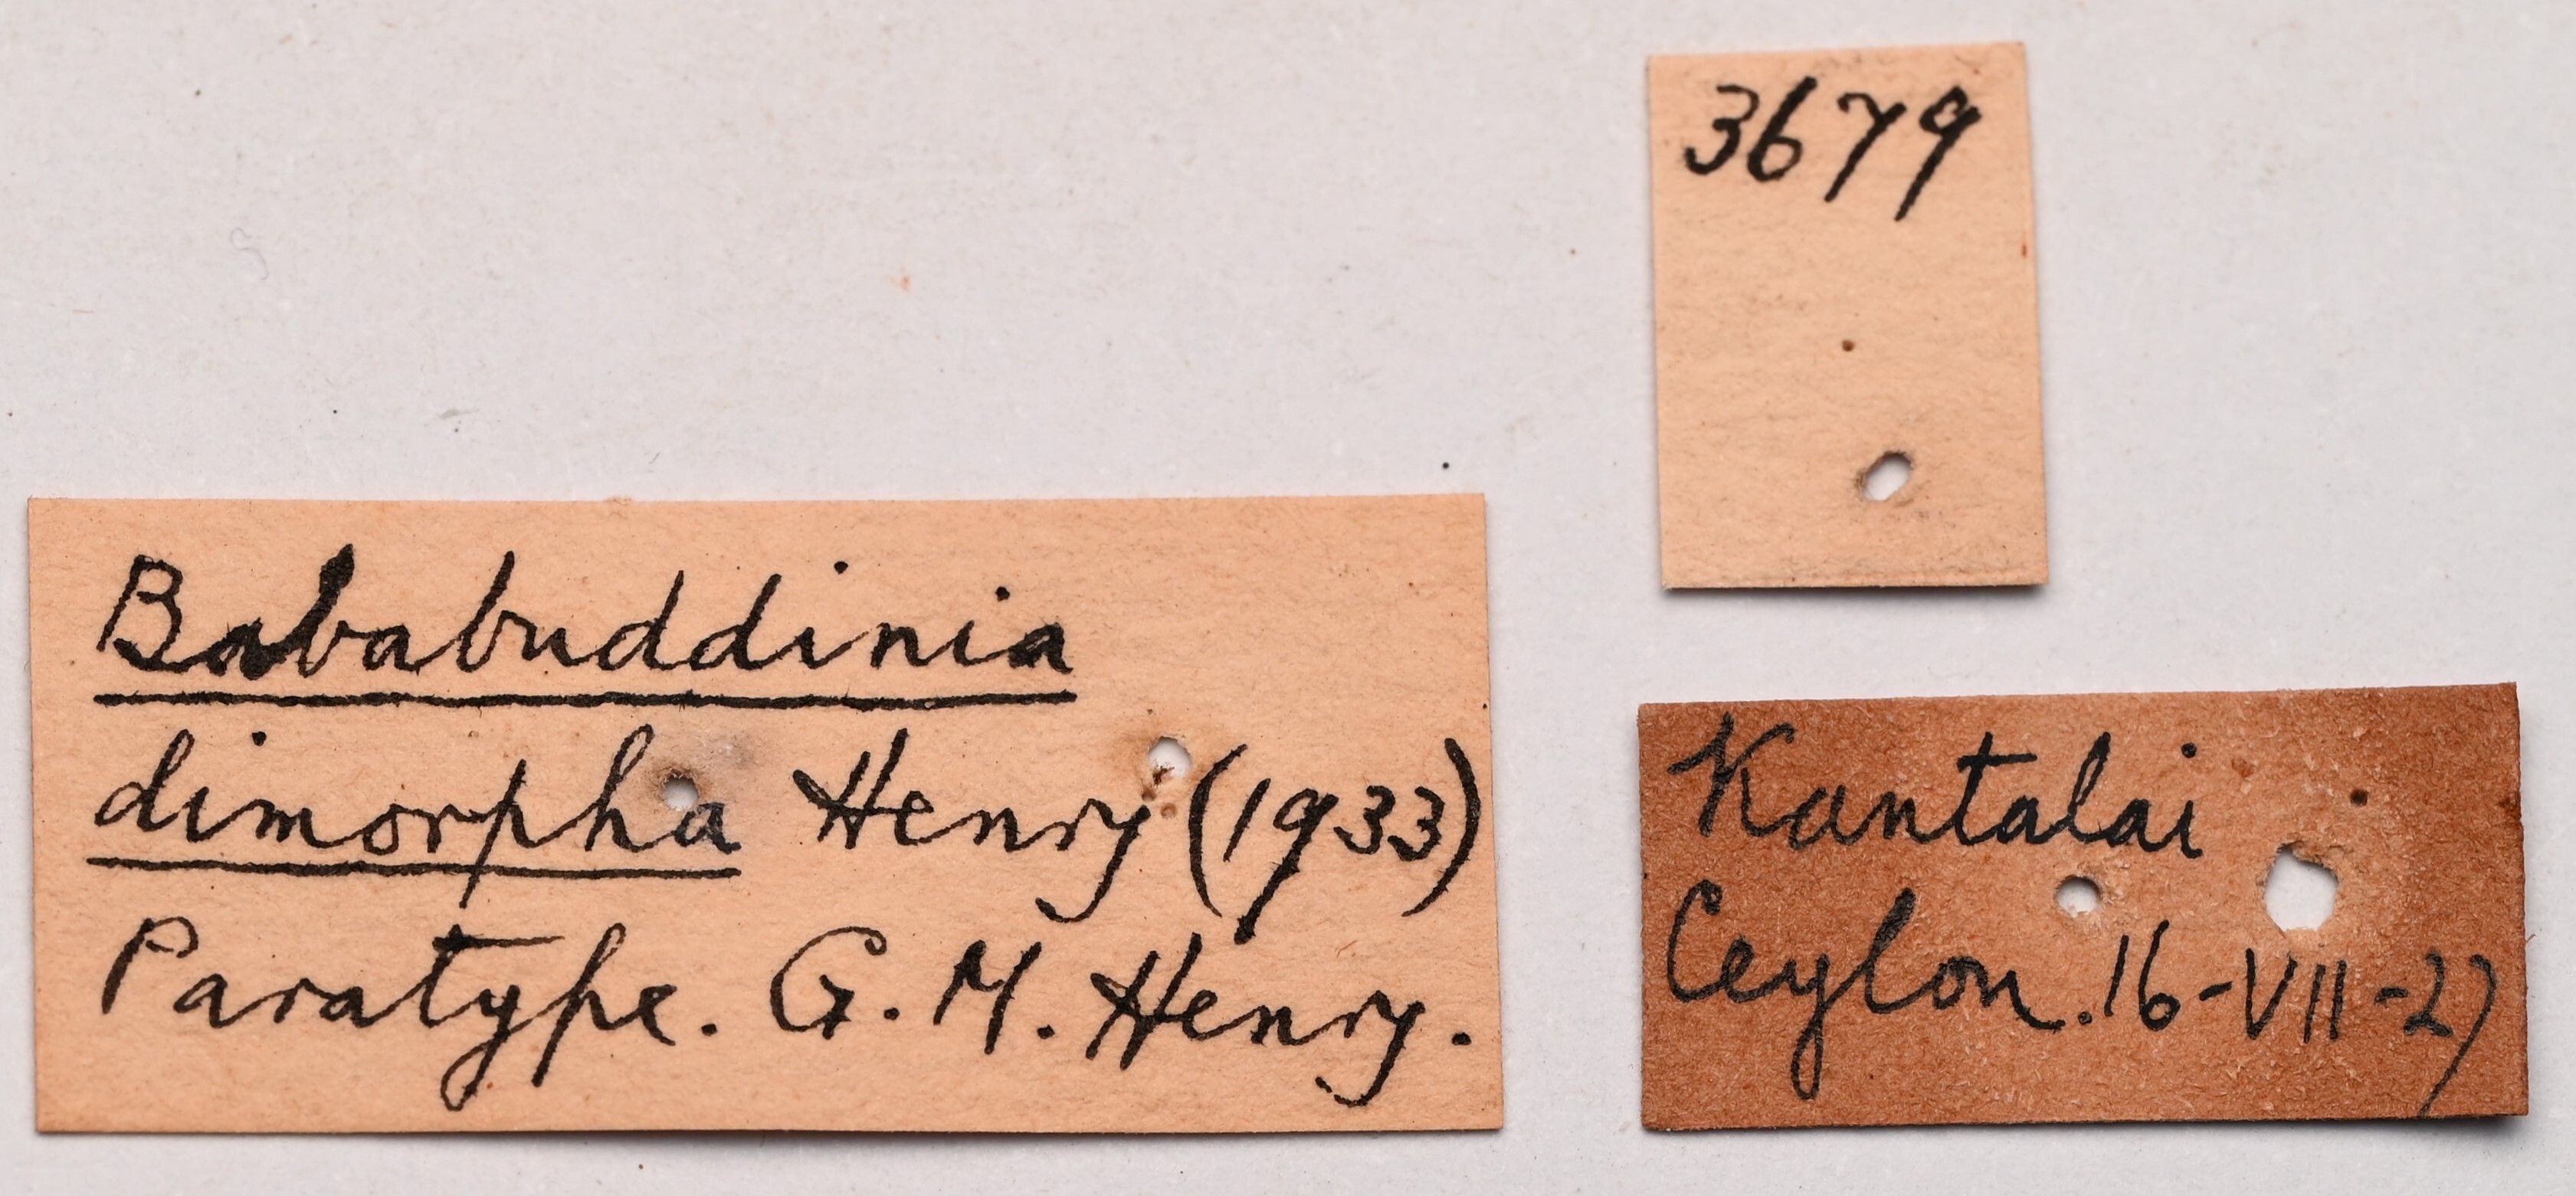 3679
Bababuddinia
dimorpha Henry (1933)
Paratype. G. M. Henry.
Kantalai
Ceylon. 16-VII-27